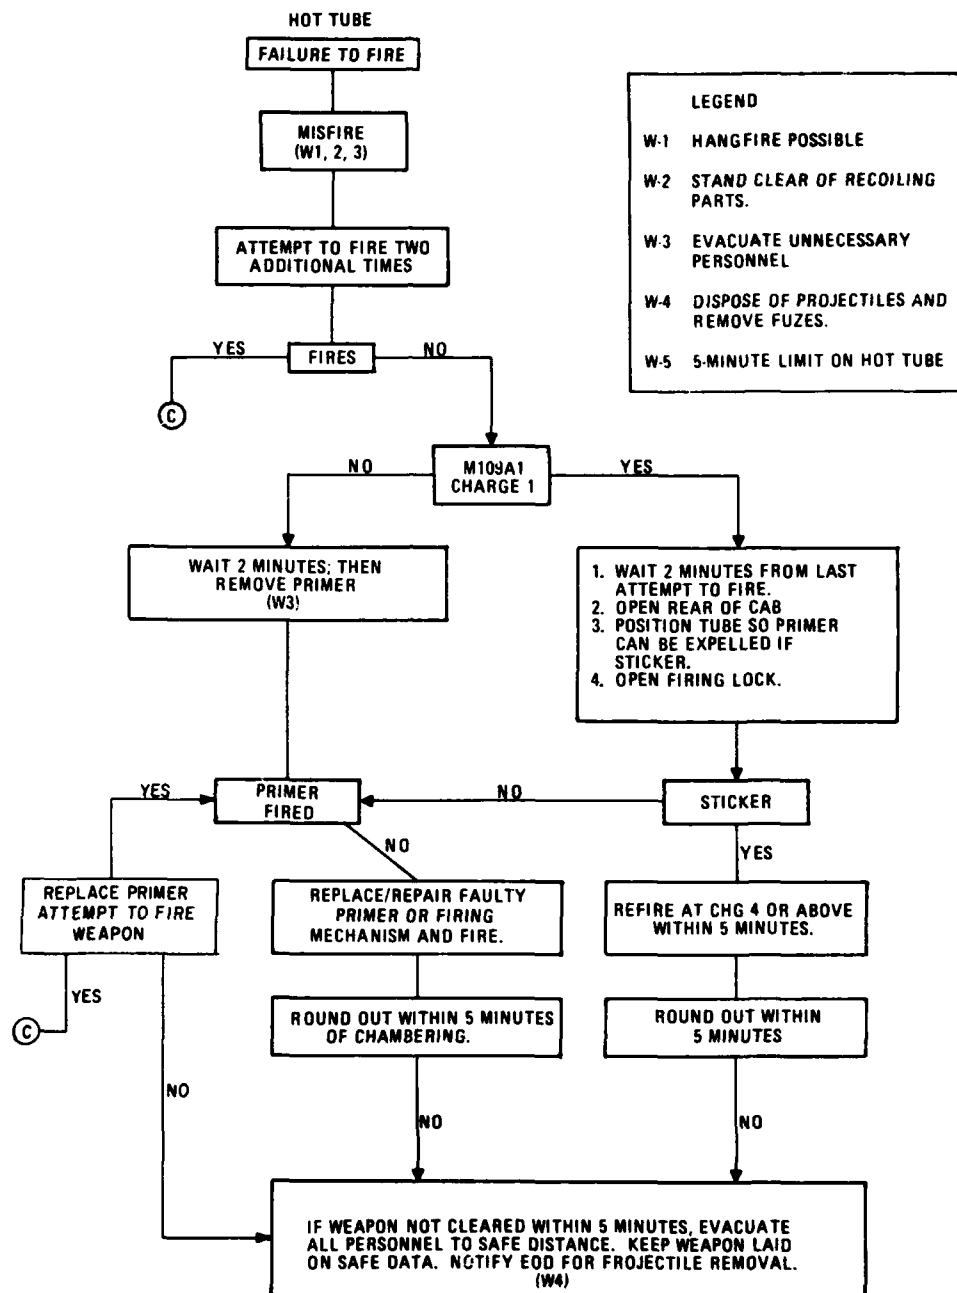 HOT TUBE
FAILURE TO FIRE
MISFIRE
(W1, 2, 3)
ATTEMPT TO FIRE TWO
ADDITIONAL TIMES
YES
FIRES
NO
C
LEGEND
W-1 HANGFIRE POSSIBLE
W-2 STAND CLEAR OF RECOILING
PARTS.
W-3 EVACUATE UNNECESSARY
PERSONNEL
W-4 DISPOSE OF PROJECTILES AND
REMOVE FUZES.
W-5 5-MINUTE LIMIT ON HOT TUBE
NO
M109A1
CHARGE 1
YES
WAIT 2 MINUTES; THEN
REMOVE PRIMER
(W3)
1. WAIT 2 MINUTES FROM LAST
ATTEMPT TO FIRE.
2. OPEN REAR OF CAB
3. POSITION TUBE SO PRIMER
CAN BE EXPELLED IF
STICKER.
4. OPEN FIRING LOCK.
YES
PRIMER
FIRED
NO
STICKER
NO
YES
REPLACE PRIMER
ATTEMPT TO FIRE
WEAPON
REPLACE/REPAIR FAULTY
PRIMER OR FIRING
MECHANISM AND FIRE.
REFIRE AT CHG 4 OR ABOVE
WITHIN 5 MINUTES.
YES
C
ROUND OUT WITHIN 5 MINUTES
OF CHAMBERING.
ROUND OUT WITHIN
5 MINUTES
NO
NO
NO
IF WEAPON NOT CLEARED WITHIN 5 MINUTES, EVACUATE
ALL PERSONNEL TO SAFE DISTANCE. KEEP WEAPON LAID
ON SAFE DATA. NOTIFY EOD FOR FROJECTILE REMOVAL.
(W4)